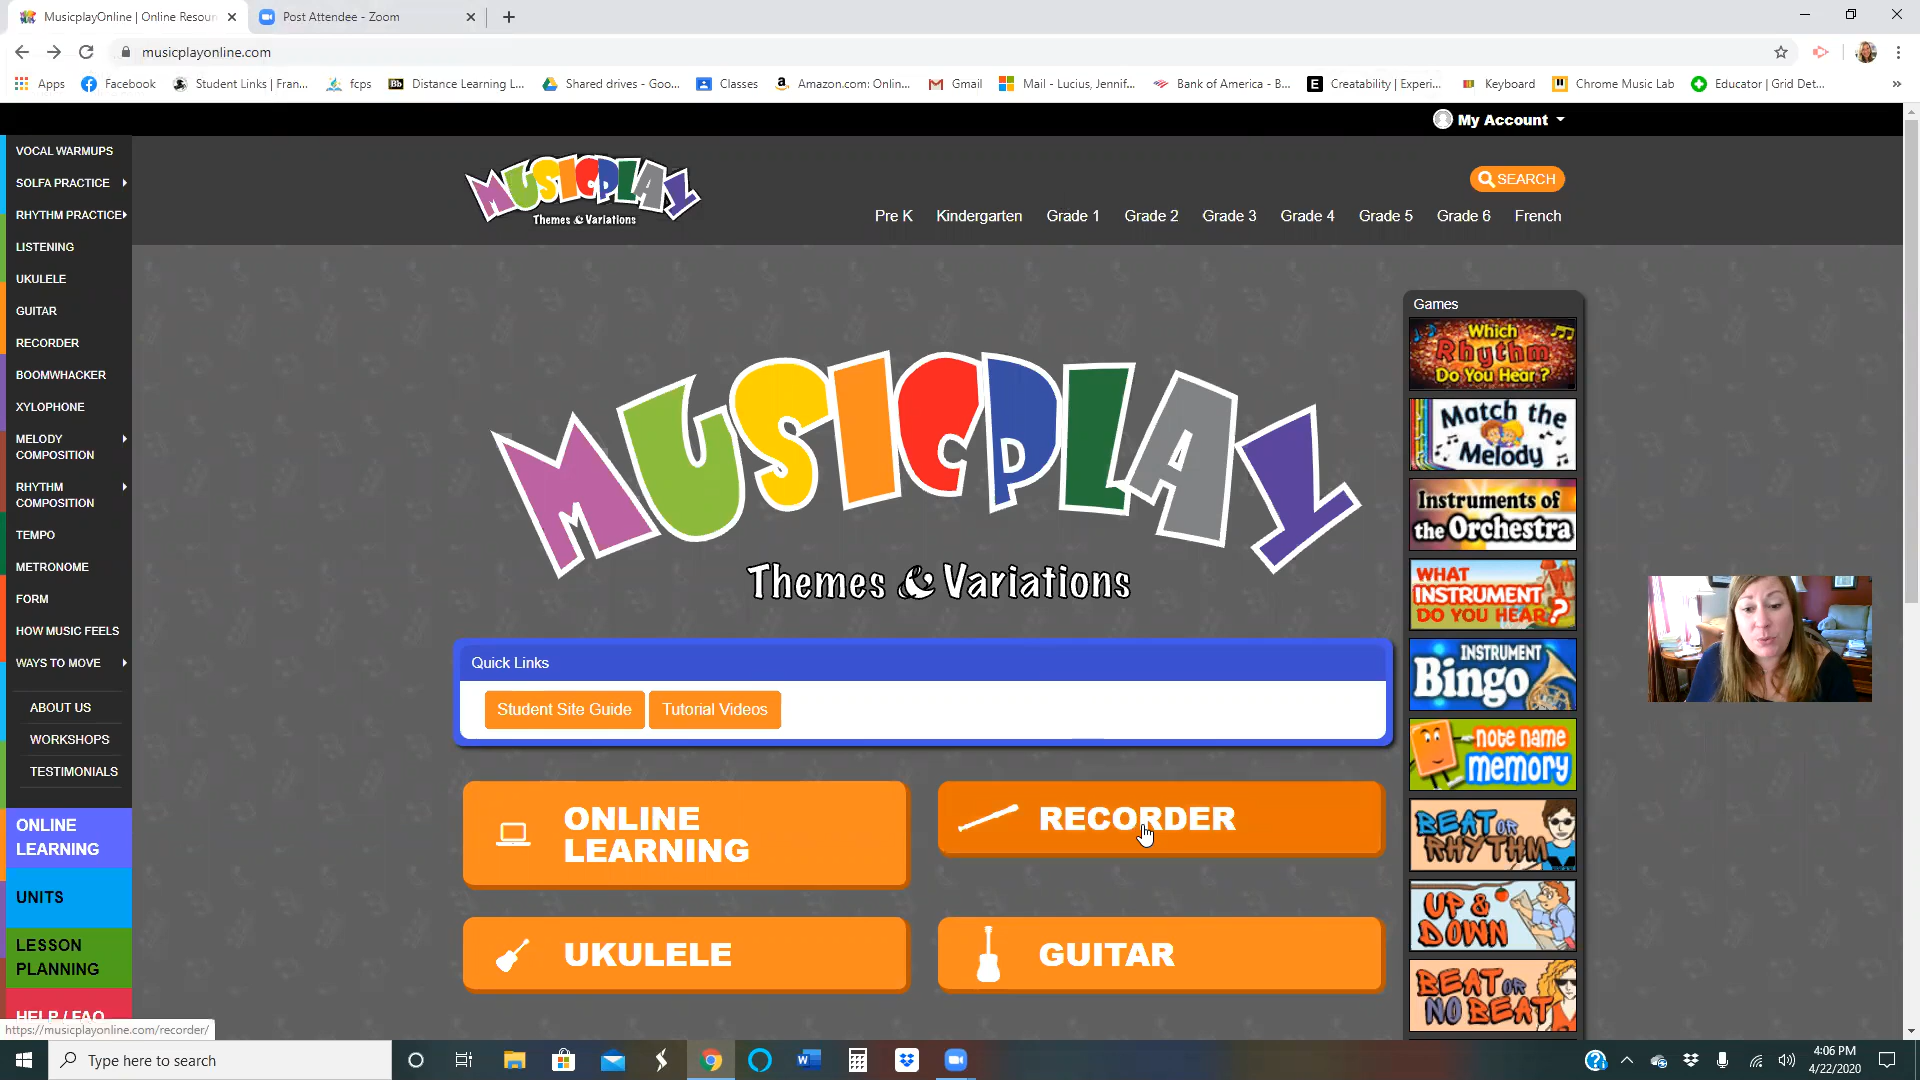 MusicplayOnline | Online Resour
Post Attendee - Zoom
musicplayonline.com
Apps
Facebook
Student Links | Fran...
fcps
Bb
Distance Learning L...
Shared drives - Goo...
Classes
Amazon.com: Onlin...
Gmail
Mail - Lucius, Jennif...
Bank of America - B...
Creatability | Experi...
Keyboard
Chrome Music Lab
Educator | Grid Det...
My Account
MUSICPLAY
Themes & Variations
SEARCH
Pre K Kindergarten Grade 1 Grade 2 Grade 3 Grade 4 Grade 5 Grade 6 French
VOCAL WARMUPS
SOLFA PRACTICE
RHYTHM PRACTICE
LISTENING
UKULELE
GUITAR
RECORDER
BOOMWHACKER
XYLOPHONE
MELODY
COMPOSITION
RHYTHM
COMPOSITION
TEMPO
METRONOME
FORM
HOW MUSIC FEELS
WAYS TO MOVE
ABOUT US
WORKSHOPS
TESTIMONIALS
ONLINE
LEARNING
UNITS
LESSON
PLANNING
HELP / FAQ
MUSICPLAY
Themes & Variations
Quick Links
Student Site Guide
Tutorial Videos
ONLINE
LEARNING
RECORDER
UKULELE
GUITAR
Games
Which
Rhythm
Do You Hear?
Match the
Melody
Instruments of
the Orchestra
WHAT
INSTRUMENT
DO YOU HEAR?
INSTRUMENT
Bingo
note name
memory
BEAT OR
RHYTHM
UP &
DOWN
BEAT OR
NO BEAT
https://musicplayonline.com/recorder/
Type here to search
4:06 PM
4/22/2020